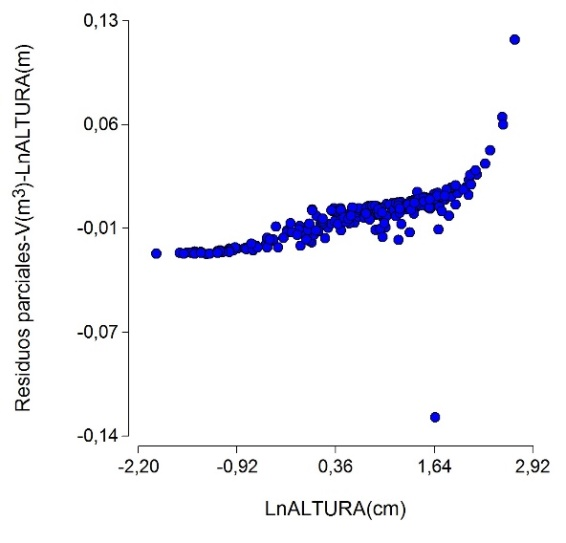 Residuos parciales-V(m³)-LnALTURA(m)
0,13
0,06
-0,01
-0,07
-0,14
-2,20 -0,92 0,36 1,64 2,92
LnALTURA(cm)